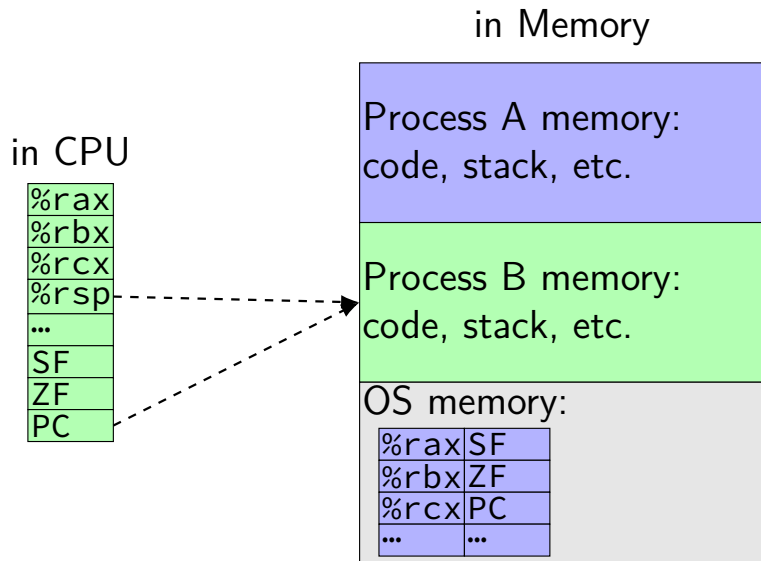 in Memory
Process A memory:
code, stack, etc.
in CPU
%rax
%rbx
%rcx
%rsp
…
SF
ZF
PC
Process B memory:
code, stack, etc.
OS memory:
%rax SF
%rbx ZF
%rcx PC
… …